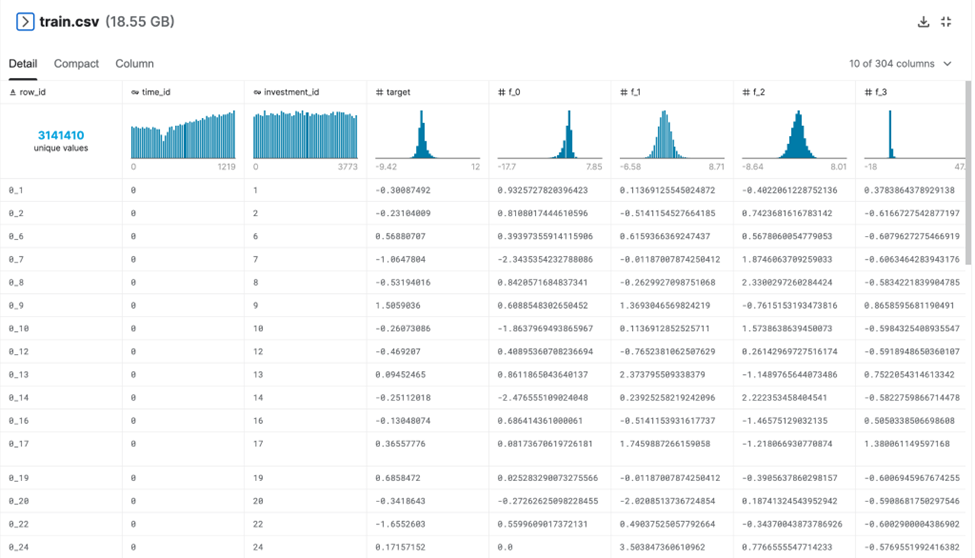 train.csv (18.55 GB)
Detail Compact Column 10 of 304 columns
row_id time_id investment_id # target # f_0 # f_1 # f_2 # f_3
3141410
unique values
0 1219 0 3773 -9.42 12 -17.7 7.85 -6.58 8.71 -8.64 8.01 -18 47.
0_1 0 1 -0.30087492 0.9325727820396423 0.11369125545024872 -0.4022061228752136 0.3783864378929138
0_2 0 2 -0.23104009 0.8108017444610596 -0.5141154527664185 0.7423681616783142 -0.6166727542877197
0_6 0 6 0.56880707 0.39397355914115906 0.6159366369247437 0.5678060054779053 -0.6079627275466919
0_7 0 7 -1.0647804 -2.3435354232788086 -0.01187007874250412 1.8746063709259033 -0.6063464283943176
0_8 0 8 -0.53194016 0.8420571684837341 -0.2629927098751068 2.3300297260284424 -0.5834221839904785
0_9 0 9 1.5059036 0.6088548302650452 1.3693046569824219 -0.7615153193473816 0.8658595681190491
0_10 0 10 -0.26073086 -1.8637969493865967 0.1136912852525711 1.5738638639450073 -0.5984325408935547
0_12 0 12 -0.469207 0.40895360708236694 -0.7652381062507629 0.26142969727516174 -0.5918948650360107
0_13 0 13 0.09452465 0.8611865043640137 2.373795509338379 -1.1489765644073486 0.7522054314613342
0_14 0 14 -0.25112018 -2.476555109024048 0.23925258219242096 2.222353458404541 -0.5822759866714478
0_16 0 16 -0.13048074 0.686414361000061 -0.5141153931617737 -1.46575129032135 0.5050338506698608
0_17 0 17 0.36557776 0.08173670619726181 1.7459887266159058 -1.218066930770874 1.380061149597168
0_19 0 19 0.6858472 0.025283290073275566 -0.01187007874250412 -0.3905637860298157 -0.6006945967674255
0_20 0 20 -0.3418643 -0.27262625098228455 -2.0208513736724854 0.18741324543952942 -0.5908681750297546
0_22 0 22 -1.6552603 0.5599609017372131 0.49037525057792664 -0.34370043873786926 -0.6002900004386902
0_24 0 24 0.17157152 0.0 3.503847360610962 0.7766555547714233 -0.5769551992416382